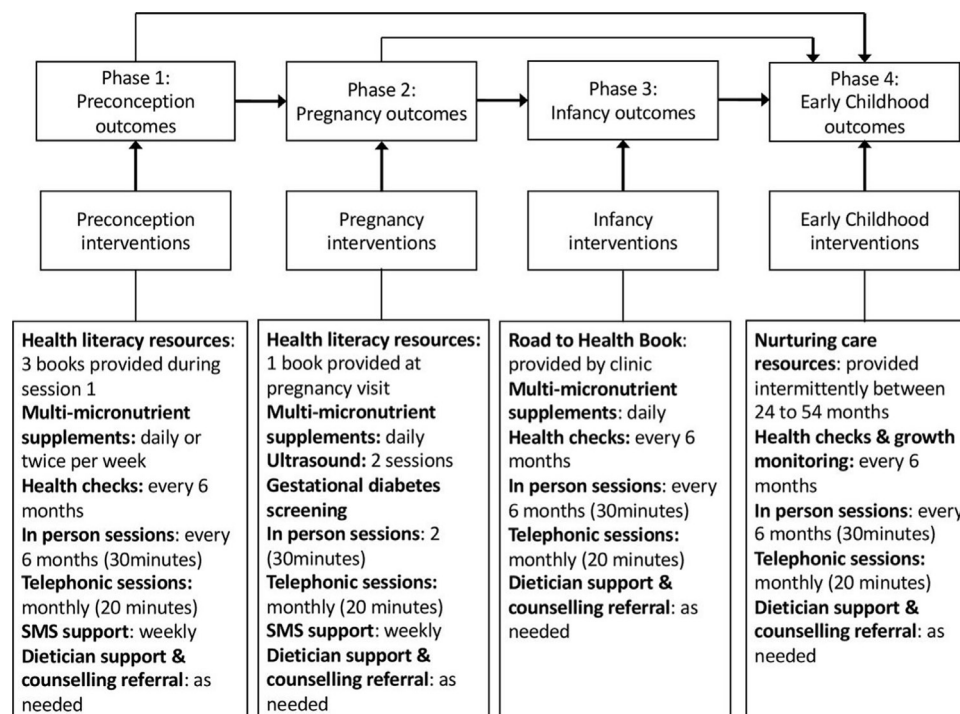 Phase 1:
Preconception
outcomes
Phase 2:
Pregnancy outcomes
Phase 3:
Infancy outcomes
Phase 4:
Early Childhood
outcomes
Preconception
interventions
Pregnancy
interventions
Infancy
interventions
Early Childhood
interventions
Health literacy resources:
3 books provided during
session 1
Multi-micronutrient
supplements: daily or
twice per week
Health checks: every 6
months
In person sessions: every
6 months (30minutes)
Telephonic sessions:
monthly (20 minutes)
SMS support: weekly
Dietician support &
counselling referral: as
needed
Health literacy resources:
1 book provided at
pregnancy visit
Multi-micronutrient
supplements: daily
Ultrasound: 2 sessions
Gestational diabetes
screening
In person sessions: 2
(30minutes)
Telephonic sessions:
monthly (20 minutes)
SMS support: weekly
Dietician support &
counselling referral: as
needed
Road to Health Book:
provided by clinic
Multi-micronutrient
supplements: daily
Health checks: every 6
months
In person sessions: every
6 months (30minutes)
Telephonic sessions:
monthly (20 minutes)
Dietician support &
counselling referral: as
needed
Nurturing care
resources: provided
intermittently between
24 to 54 months
Health checks & growth
monitoring: every 6
months
In person sessions: every
6 months (30minutes)
Telephonic sessions:
monthly (20 minutes)
Dietician support &
counselling referral: as
needed